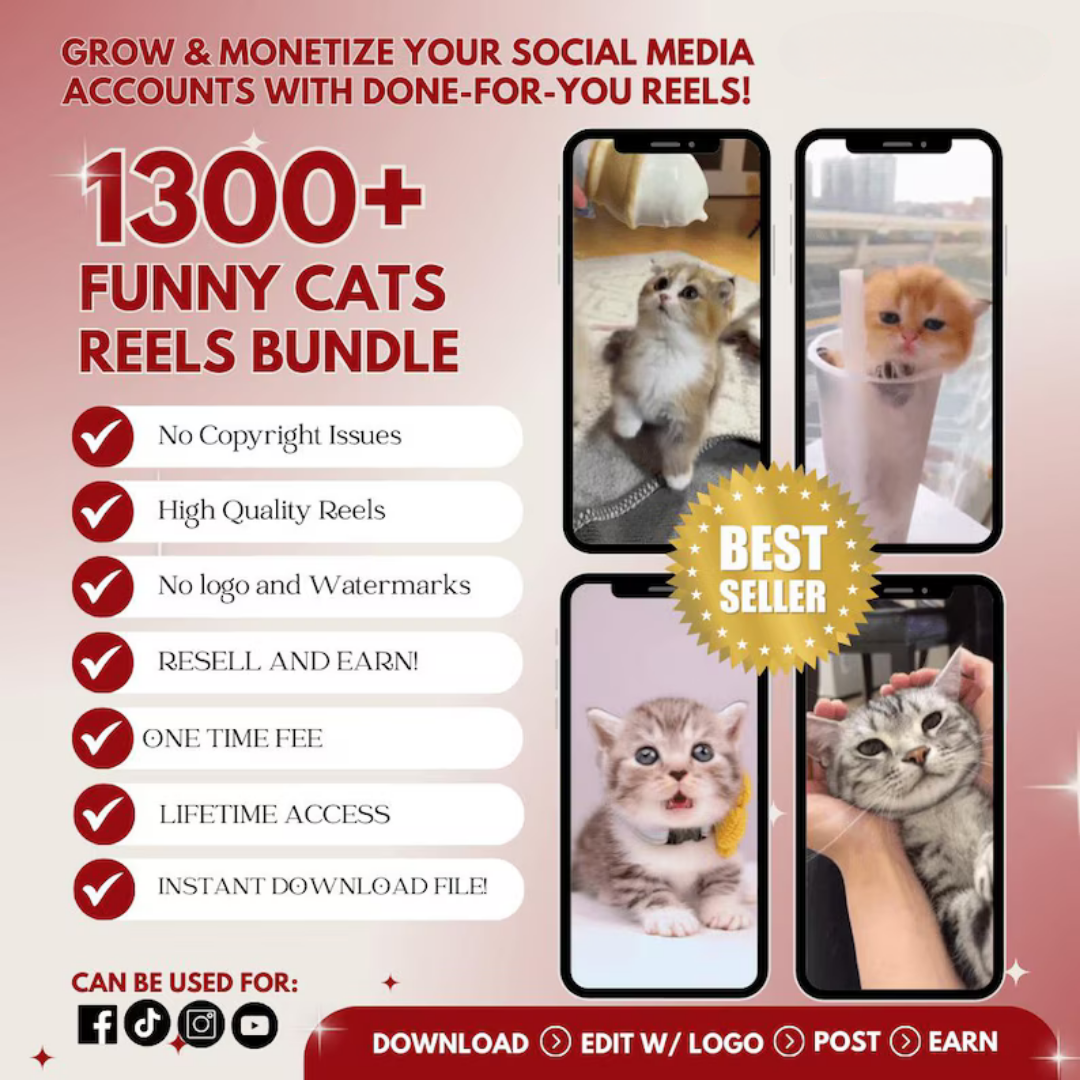 GROW & MONETIZE YOUR SOCIAL MEDIA
ACCOUNTS WITH DONE-FOR-YOU REELS!
1300+
FUNNY CATS
REELS BUNDLE
No Copyright Issues
High Quality Reels
No logo and Watermarks
RESELL AND EARN!
ONE TIME FEE
LIFETIME ACCESS
INSTANT DOWNLOAD FILE!
BEST
SELLER
CAN BE USED FOR:
DOWNLOAD EDIT W/ LOGO POST EARN